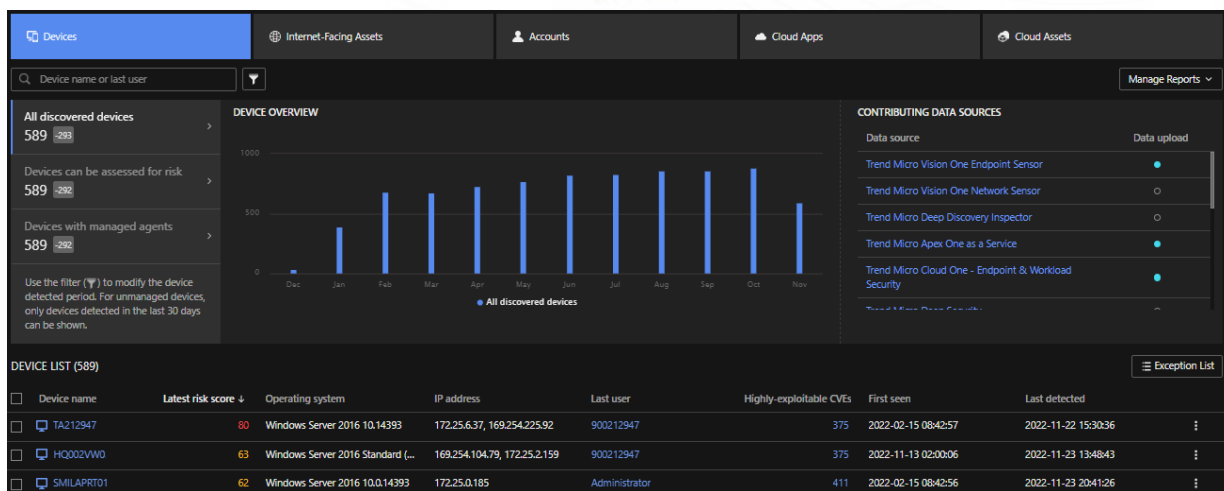 Devices
Internet-Facing Assets
Accounts
Cloud Apps
Cloud Assets
Device name or last user
Manage Reports
All discovered devices
589 -293
Devices can be assessed for risk
589 -292
Devices with managed agents
589 -292
Use the filter ( ) to modify the device
detected period. For unmanaged devices,
only devices detected in the last 30 days
can be shown.
DEVICE OVERVIEW
1000
500
0
Dec Jan Feb Mar Apr May Jun Jul Aug Sep Oct Nov
All discovered devices
CONTRIBUTING DATA SOURCES
Data source Data upload
Trend Micro Vision One Endpoint Sensor
Trend Micro Vision One Network Sensor
Trend Micro Deep Discovery Inspector
Trend Micro Apex One as a Service
Trend Micro Cloud One - Endpoint & Workload
Security
Trend Micro Deep Security
DEVICE LIST (589)
Exception List
Device name Latest risk score ↓ Operating system IP address Last user Highly-exploitable CVEs First seen Last detected
TA212947 80 Windows Server 2016 10.14393 172.25.6.37, 169.254.225.92 900212947 375 2022-02-15 08:42:57 2022-11-22 15:30:36
HQ002VW0 63 Windows Server 2016 Standard (... 169.254.104.79, 172.25.2.159 900212947 375 2022-11-13 02:00:06 2022-11-23 13:48:43
SMILAPRT01 62 Windows Server 2016 10.0.14393 172.25.0.185 Administrator 411 2022-02-15 08:42:56 2022-11-23 20:41:26